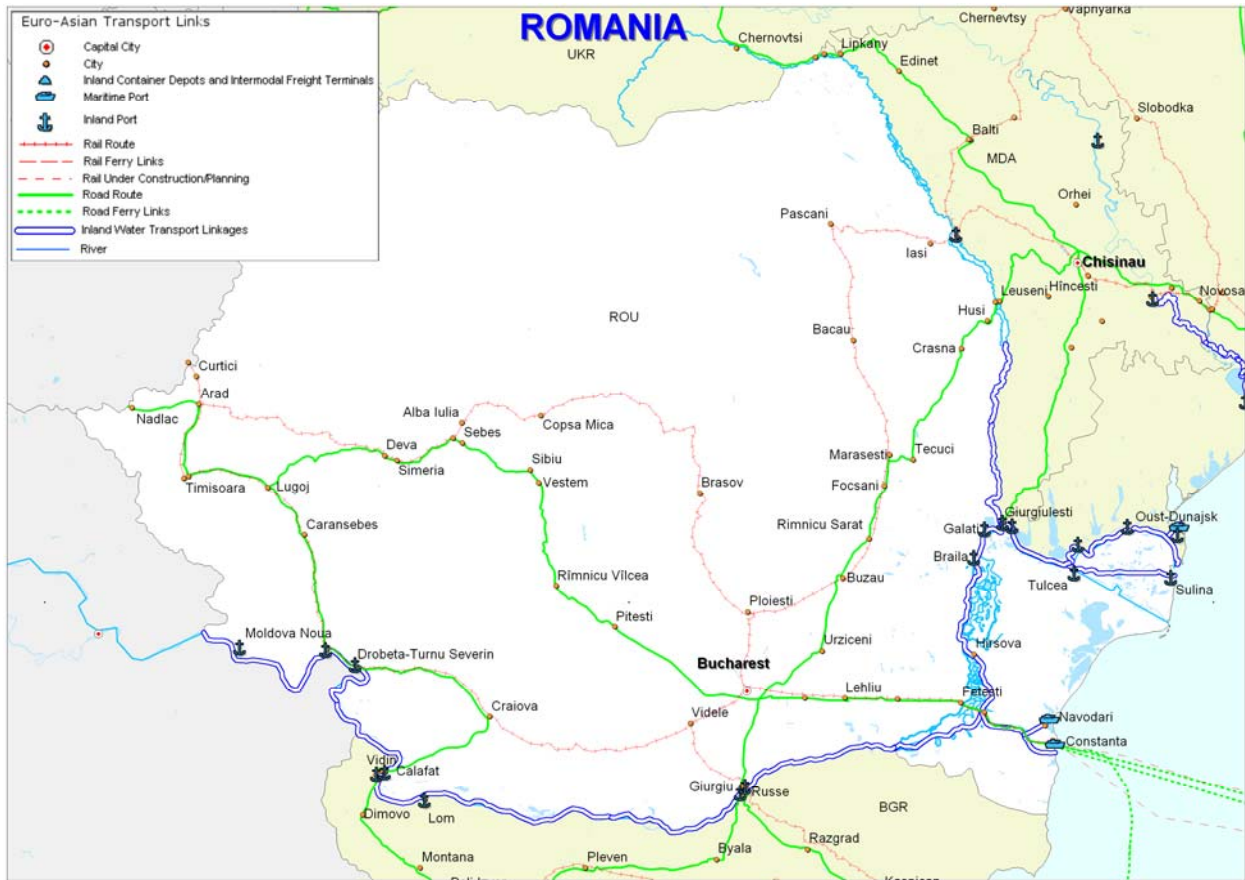 ROMANIA
Euro-Asian Transport Links
Capital City
City
Inland Container Depots and Intermodal Freight Terminals
Maritime Port
Inland Port
Rail Route
Rail Ferry Links
Rail Under Construction/Planning
Road Route
Road Ferry Links
Inland Water Transport Linkages
River
UKR
Chernovtsi
Lipkany
Chernevtsy
Vapnyarka
Edinet
Slobodka
Balti
MDA
Orhei
Pascani
Iasi
Chisinau
Leuseni
Hîncesti
Novosa
Husi
ROU
Bacau
Crasna
Curtici
Arad
Nadlac
Alba Iulia
Copsa Mica
Sebes
Deva
Simeria
Sibiu
Vestem
Marasesti
Tecuci
Timisoara
Lugoj
Brasov
Focsani
Caransebes
Rimnicu Sarat
Galati
Giurgiulesti
Oust-Dunajsk
Braila
Rîmnicu Vîlcea
Buzau
Tulcea
Sulina
Ploiesti
Pitesti
Moldova Noua
Drobeta-Turnu Severin
Urziceni
Hirsova
Bucharest
Lehliu
Fetesti
Craiova
Videle
Navodari
Constanta
Vidin
Calafat
Giurgiu
Russe
Lom
Dimovo
BGR
Montana
Pleven
Byala
Razgrad